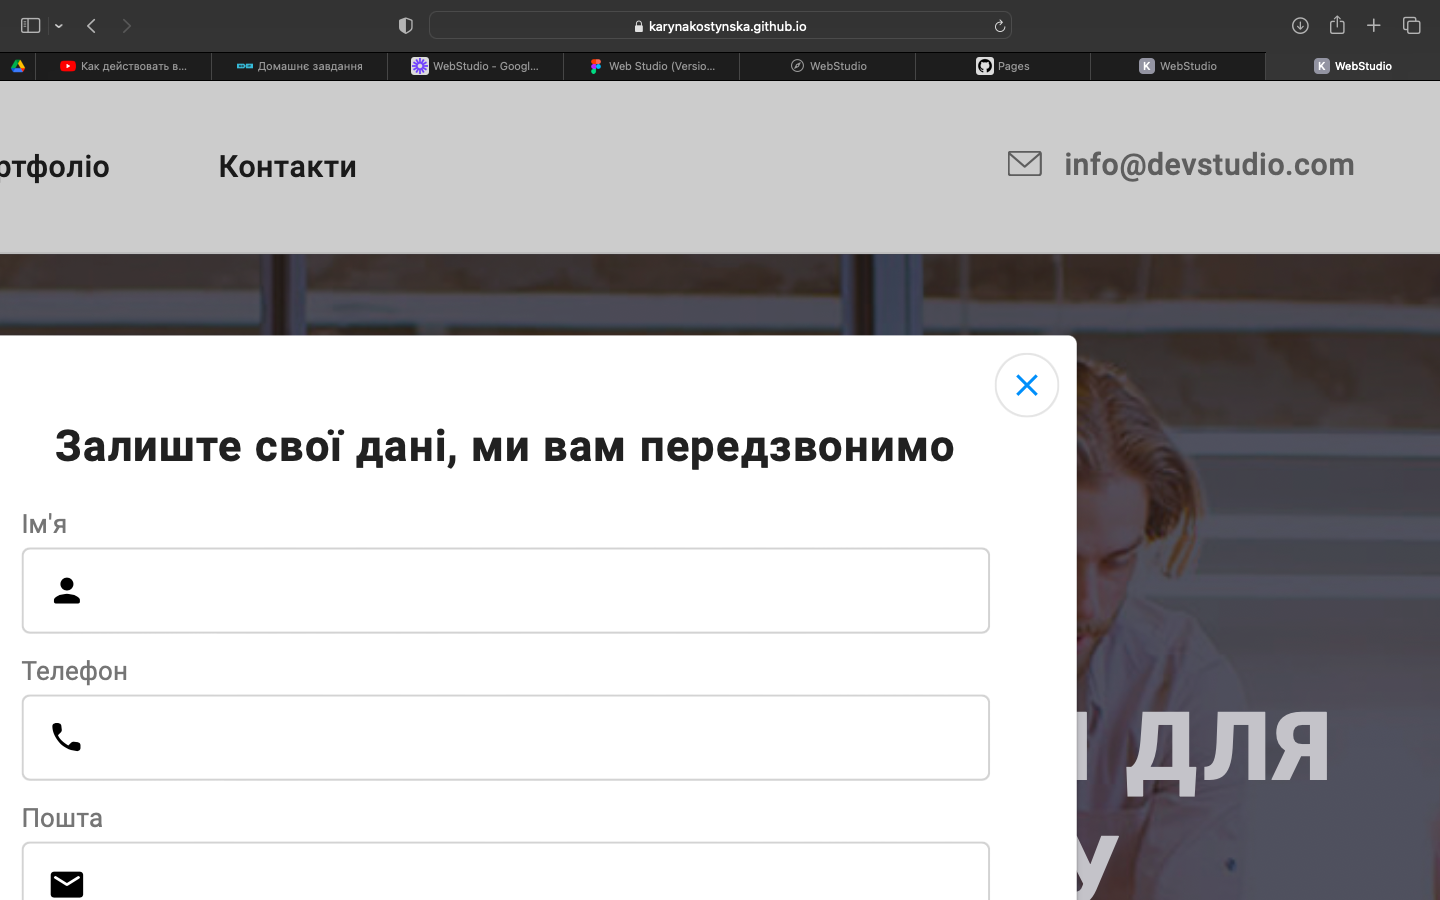 karynakostynska.github.io
Как действовать в...
Домашнє завдання
WebStudio - Googl...
Web Studio (Versio...
WebStudio
Pages
K WebStudio
K WebStudio
ртфоліо
Контакти
info@devstudio.com
Залиште свої дані, ми вам передзвонимо
Ім'я
Телефон
для
Пошта
у